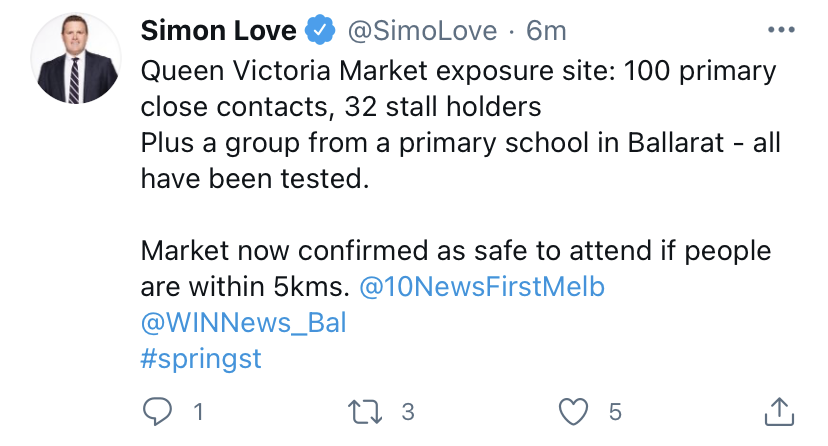 Simon Love @SimoLove · 6m
Queen Victoria Market exposure site: 100 primary
close contacts, 32 stall holders
Plus a group from a primary school in Ballarat - all
have been tested.
Market now confirmed as safe to attend if people
are within 5kms. @10NewsFirstMelb
@WINNews_Bal
#springst
1 3 5